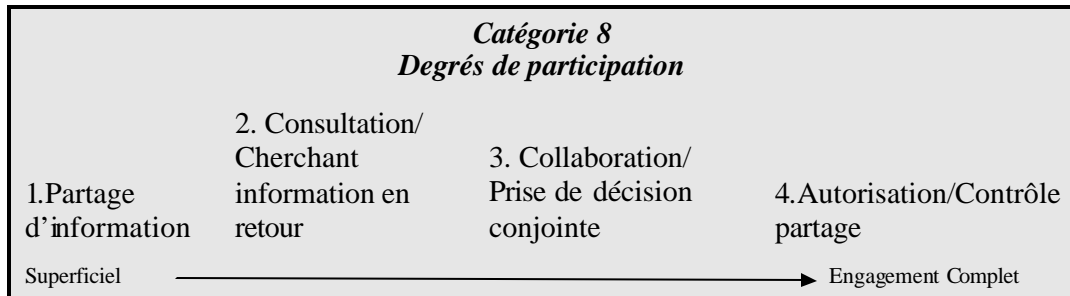 Catégorie 8
Degrés de participation
1.Partage
d’information
2. Consultation/
Cherchant
information en
retour
3. Collaboration/
Prise de décision
conjointe
4.Autorisation/Contrôle
partage
Superficiel
Engagement Complet